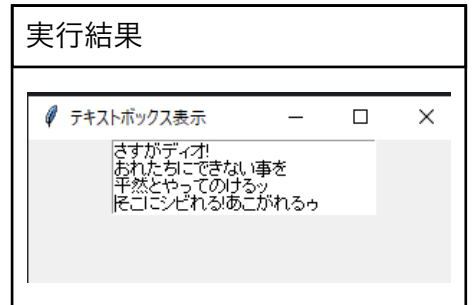 実行結果
テキストボックス表示
さすがディオ!
おれたちにできない事を
平然とやってのけるッ
そこにシビれる!あこがれるゥ